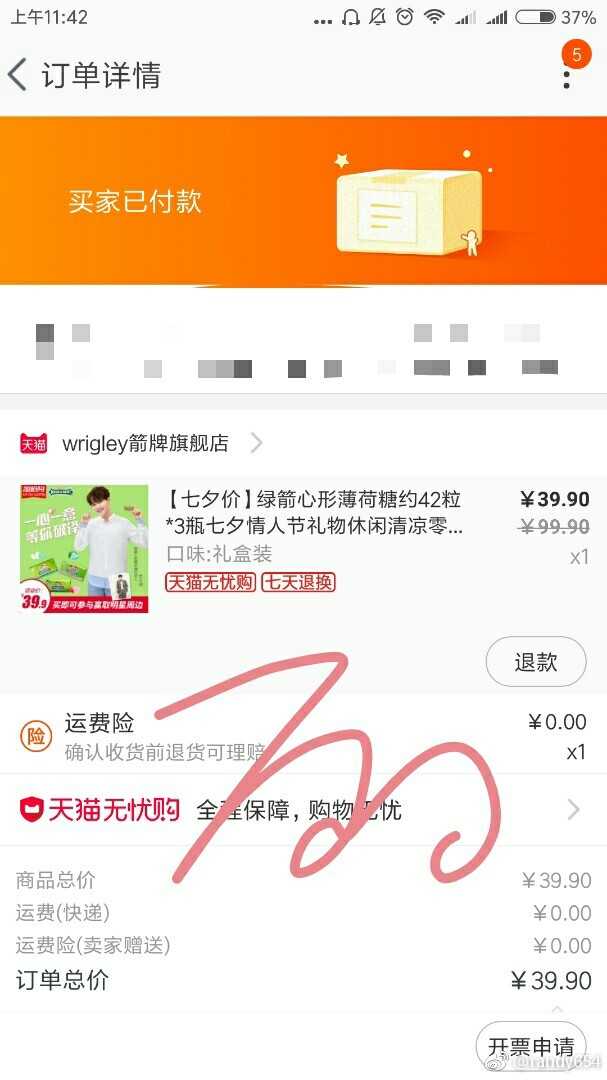 上午11:42
37%
订单详情
5
买家已付款
天猫
wrigley箭牌旗舰店
【七夕价】绿箭心形薄荷糖约42粒
*3瓶七夕情人节礼物休闲清凉零...
¥39.90
¥99.90
口味:礼盒装
x1
天猫无忧购
七天退换
一心一意
等你破译
39.9
买即可参与赢取明星周边
退款
险
运费险
¥0.00
确认收货前退货可理赔
x1
天猫无忧购
全程保障，购物无忧
商品总价
¥39.90
运费(快递)
¥0.00
运费险(卖家赠送)
¥0.00
订单总价
¥39.90
开票申请
@randy654